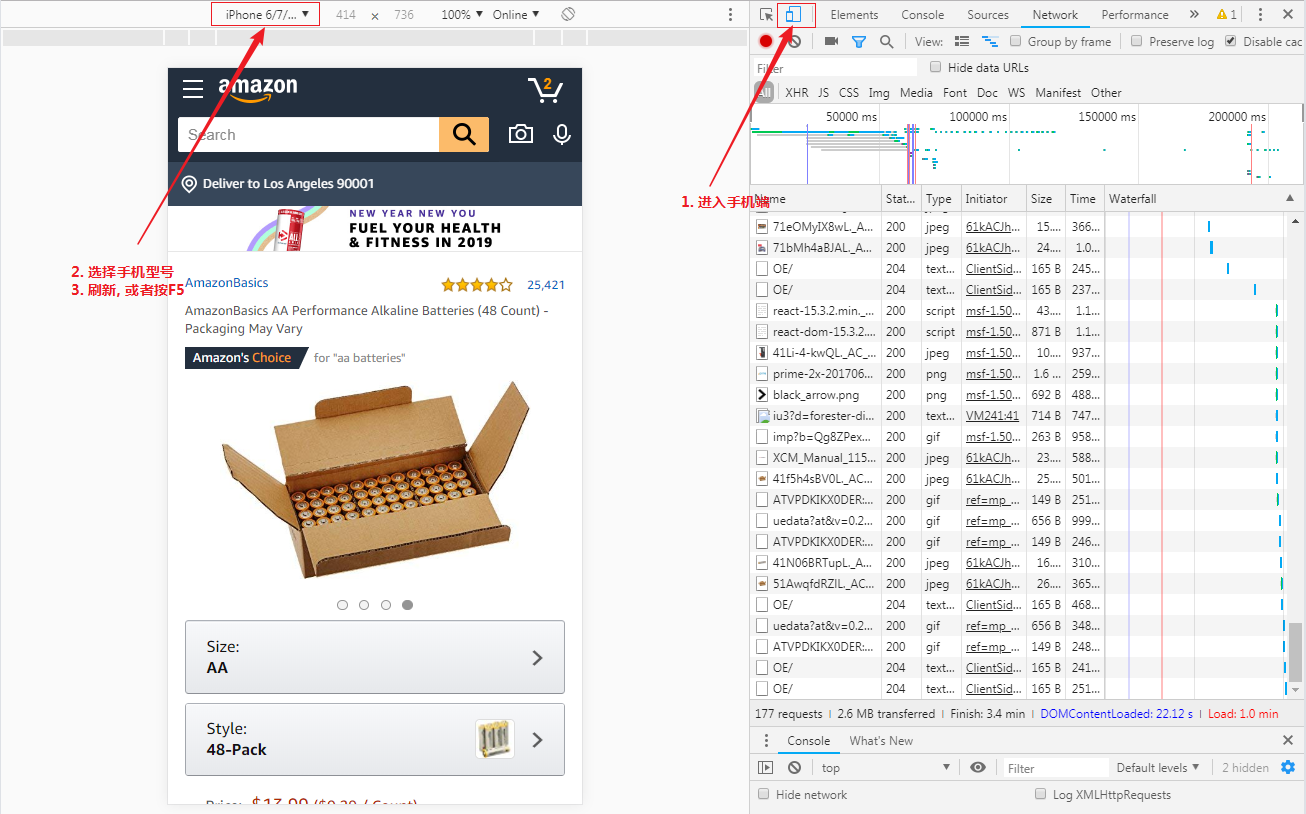 iPhone 6/7/... ▼ 414 × 736 100% ▼ Online ▼
Elements Console Sources Network Performance » 1
View: Group by frame Preserve log Disable cac
Filter Hide data URLs
All XHR JS CSS Img Media Font Doc WS Manifest Other
50000 ms 100000 ms 150000 ms 200000 ms
amazon
2
Search
Deliver to Los Angeles 90001
NEW YEAR NEW YOU
FUEL YOUR HEALTH
& FITNESS IN 2019
1. 进入手机端
2. 选择手机型号
3. 刷新, 或者按F5
AmazonBasics 25,421
AmazonBasics AA Performance Alkaline Batteries (48 Count) -
Packaging May Vary
Amazon's Choice for "aa batteries"
Size:
AA
Style:
48-Pack
Price: $13.99 ($0.29 / Count)
Name Stat... Type Initiator Size Time Waterfall
71eOMyIX8wL._A... 200 jpeg 61kACJh... 15.... 366...
71bMh4aBJAL._A... 200 jpeg 61kACJh... 24.... 1.0...
OE/ 204 text... ClientSid... 165 B 245...
OE/ 204 text... ClientSid... 165 B 237...
react-15.3.2.min._... 200 script msf-1.50... 43.... 1.1...
react-dom-15.3.2.... 200 script msf-1.50... 871 B 1.1...
41Li-4-kwQL._AC_... 200 jpeg msf-1.50... 10.... 937...
prime-2x-201706... 200 png msf-1.50... 1.6 ... 259...
black_arrow.png 200 png msf-1.50... 692 B 488...
iu3?d=forester-di... 200 text... VM241:41 714 B 747...
imp?b=Qg8ZPex... 200 gif msf-1.50... 263 B 958...
XCM_Manual_115... 200 jpeg 61kACJh... 23.... 588...
41f5h4sBV0L._AC... 200 jpeg 61kACJh... 25.... 501...
ATVPDKIKX0DER:... 200 gif ref=mp_... 149 B 251...
uedata?at&v=0.2... 200 gif ref=mp_... 656 B 999...
ATVPDKIKX0DER:... 200 gif ref=mp_... 149 B 246...
41N06BRTupL._A... 200 jpeg 61kACJh... 16.... 310...
51AwqfdRZIL._AC... 200 jpeg 61kACJh... 26.... 365...
OE/ 204 text... ClientSid... 165 B 468...
uedata?at&v=0.2... 200 gif ref=mp_... 656 B 348...
ATVPDKIKX0DER:... 200 gif ref=mp_... 149 B 248...
OE/ 204 text... ClientSid... 165 B 241...
OE/ 204 text... ClientSid... 165 B 251...
177 requests | 2.6 MB transferred | Finish: 3.4 min | DOMContentLoaded: 22.12 s | Load: 1.0 min
Console What's New
top ▼ Filter Default levels ▼ 2 hidden
Hide network Log XMLHttpRequests